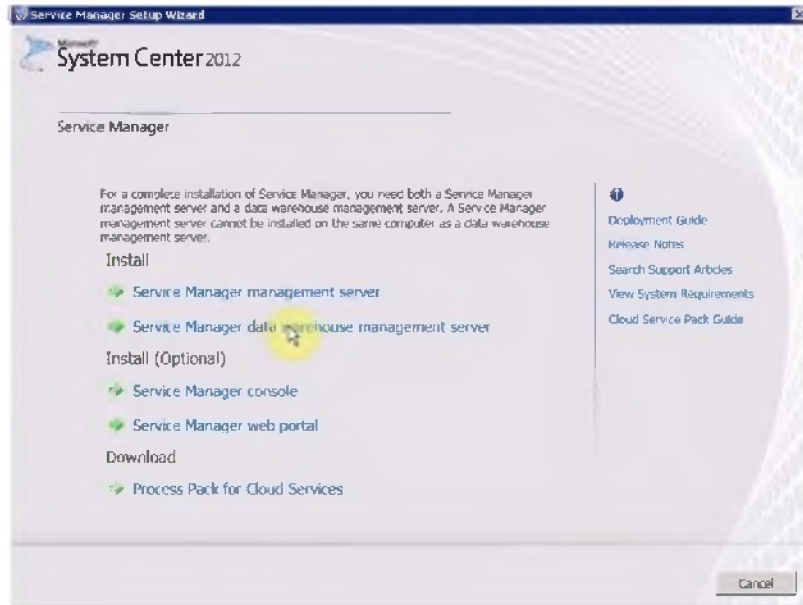 Service Manager Setup Wizard
Microsoft
System Center 2012
Service Manager
For a complete installation of Service Manager, you need both a Service Manager
management server and a data warehouse management server. A Service Manager
management server cannot be installed on the same computer as a data warehouse
management server.
Install
Service Manager management server
Service Manager data warehouse management server
Install (Optional)
Service Manager console
Service Manager web portal
Download
Process Pack for Cloud Services
Deployment Guide
Release Notes
Search Support Articles
View System Requirements
Cloud Service Pack Guide
Cancel